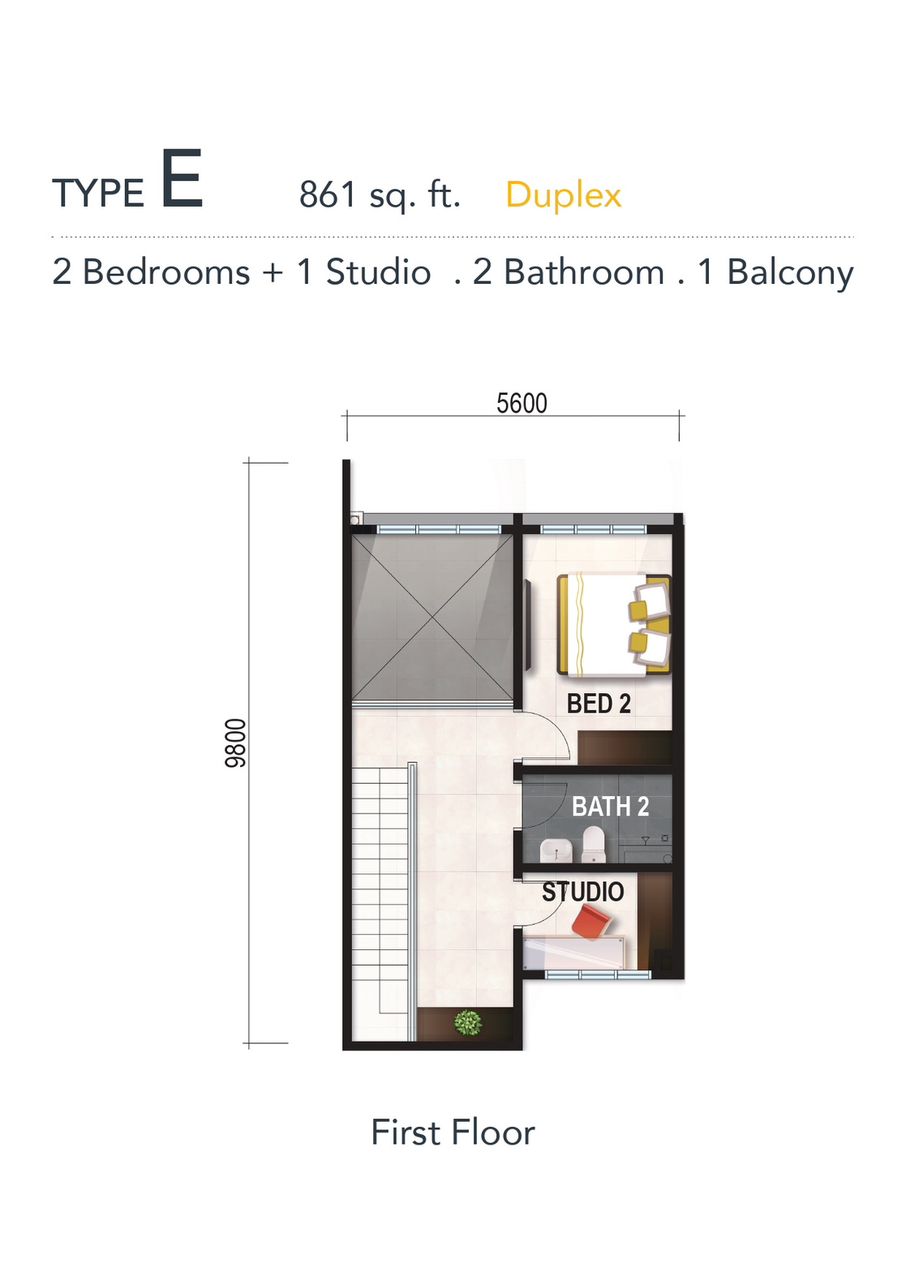 TYPE E 861 sq. ft. Duplex
2 Bedrooms + 1 Studio . 2 Bathroom . 1 Balcony
5600
9800
BED 2
BATH 2
STUDIO
First Floor